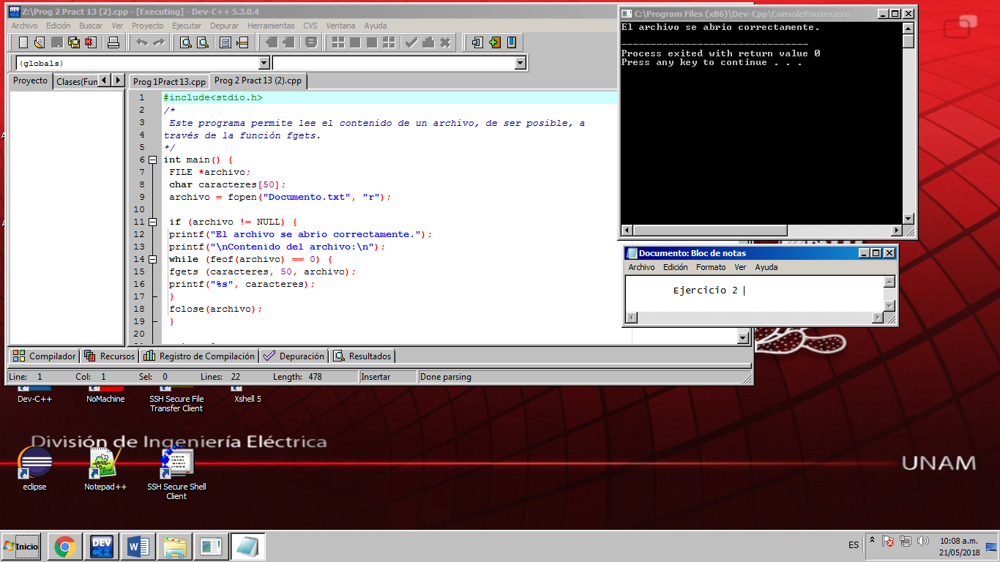 Z:\Prog 2 Pract 13 (2).cpp - [Executing] - Dev-C++ 5.3.0.4
Archivo Edición Buscar Ver Proyecto Ejecutar Depurar Herramientas CVS Ventana Ayuda
(globals)
Proyecto Clases(Fun
Prog 1Pract 13.cpp Prog 2 Pract 13 (2).cpp
1 #include<stdio.h>
2 /*
3 Este programa permite lee el contenido de un archivo, de ser posible, a
4 través de la función fgets.
5 */
6 int main() {
7 FILE *archivo;
8 char caracteres[50];
9 archivo = fopen("Documento.txt", "r");
10
11 if (archivo != NULL) {
12 printf("El archivo se abrio correctamente.");
13 printf("\nContenido del archivo:\n");
14 while (feof(archivo) == 0) {
15 fgets (caracteres, 50, archivo);
16 printf("%s", caracteres);
17 }
18 fclose(archivo);
19 }
20
Compilador Recursos Registro de Compilación Depuración Resultados
Line: 1 Col: 1 Sel: 0 Lines: 22 Length: 478 Insertar Done parsing
C:\Program Files (x86)\Dev-Cpp\ConsolePauser.exe
El archivo se abrio correctamente.
--------------------------------
Process exited with return value 0
Press any key to continue . . .
Documento: Bloc de notas
Archivo Edición Formato Ver Ayuda
Ejercicio 2
Dev-C++
NoMachine
SSH Secure File
Transfer Client
Xshell 5
División de Ingeniería Eléctrica
UNAM
eclipse
Notepad++
SSH Secure Shell
Client
Inicio
DEV
C++
ES
10:08 a.m.
21/05/2018